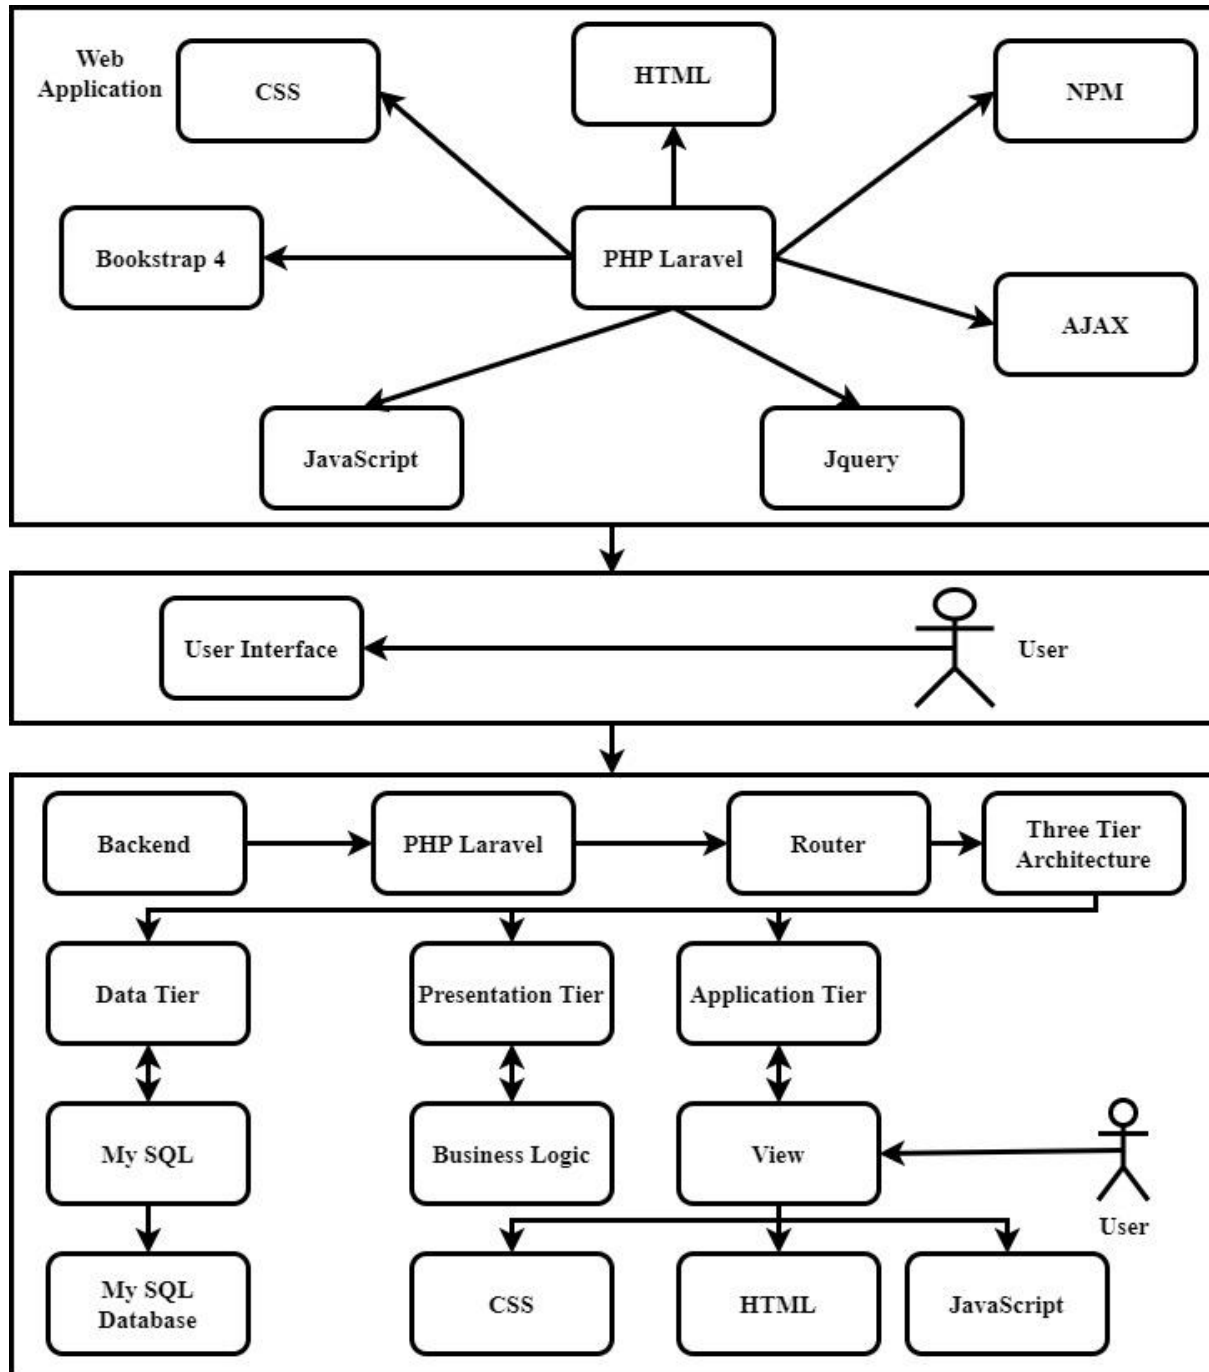 Web
Application
CSS
HTML
NPM
Bookstrap 4
PHP Laravel
AJAX
JavaScript
Jquery
User Interface
User
Backend
PHP Laravel
Router
Three Tier
Architecture
Data Tier
Presentation Tier
Application Tier
My SQL
Business Logic
View
User
My SQL
Database
CSS
HTML
JavaScript